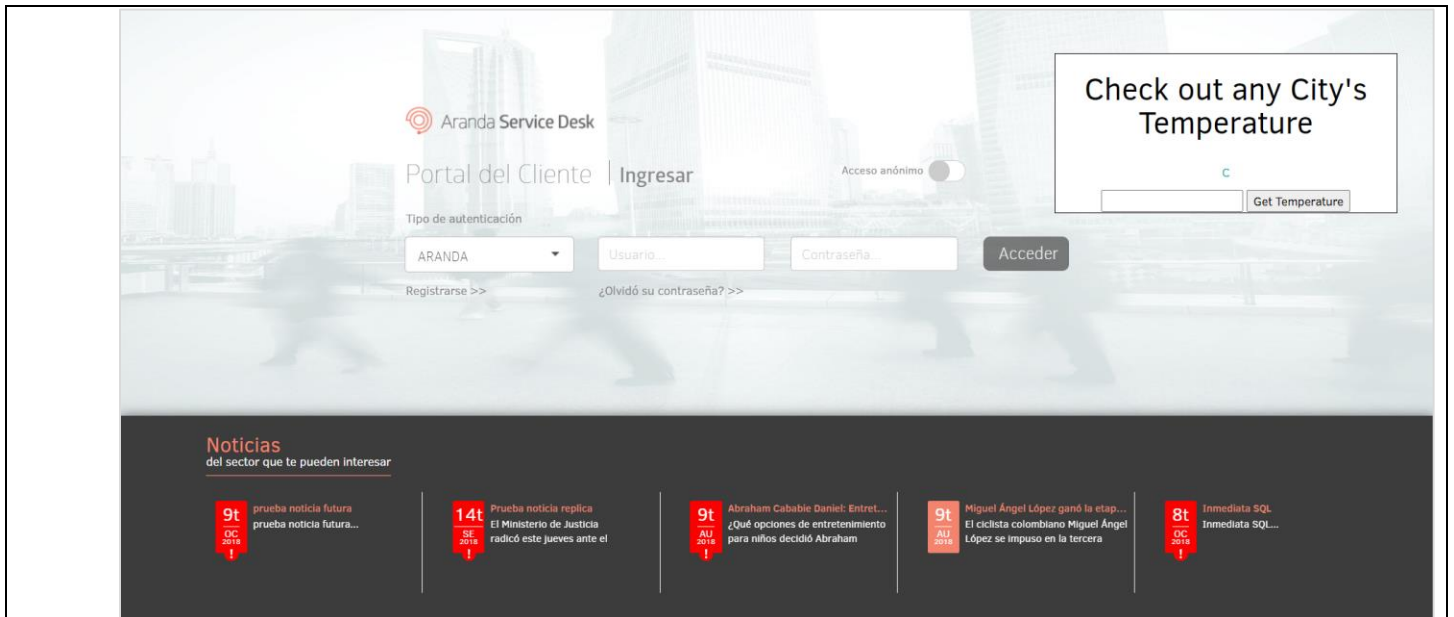 Check out any City's
Temperature
C
Get Temperature
Aranda Service Desk
Portal del Cliente
Ingresar
Acceso anónimo
Tipo de autenticación
ARANDA
Usuario...
Contraseña...
Acceder
Registrarse >>
¿Olvidó su contraseña? >>
Noticias
del sector que te pueden interesar
9t
OC
2018
!
prueba noticia futura
prueba noticia futura...
14t
SE
2018
!
Prueba noticia replica
El Ministerio de Justicia
radicó este jueves ante el
9t
AU
2018
!
Abraham Cababie Daniel: Entret...
¿Qué opciones de entretenimiento
para niños decidió Abraham
9t
AU
2018
Miguel Ángel López ganó la etap...
El ciclista colombiano Miguel Ángel
López se impuso en la tercera
8t
OC
2018
!
Inmediata SQL
Inmediata SQL...